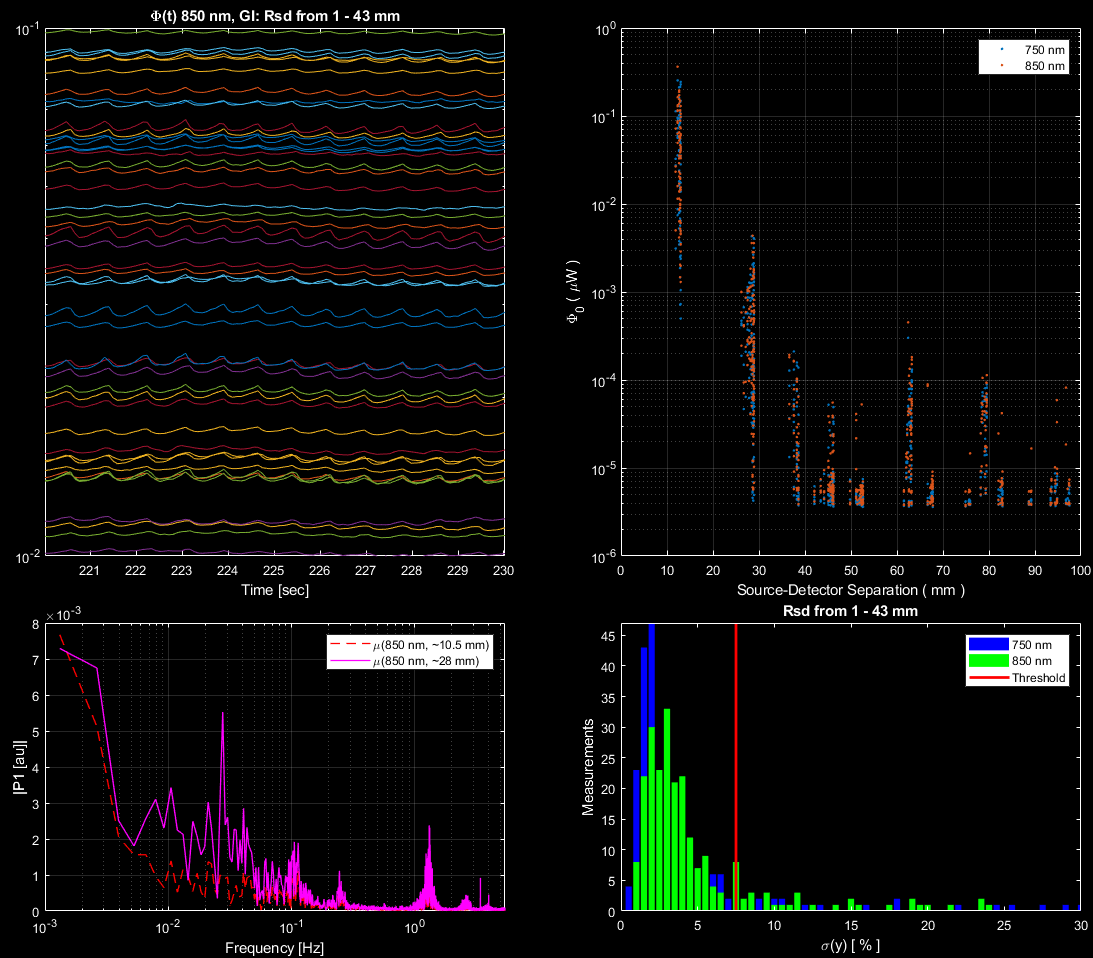 Φ(t) 850 nm, GI: Rsd from 1 - 43 mm
10^-1
10^-2
221 222 223 224 225 226 227 228 229 230
Time [sec]
10^0
10^-1
10^-2
10^-3
10^-4
10^-5
10^-6
Φ_0 ( μW )
750 nm
850 nm
0 10 20 30 40 50 60 70 80 90 100
Source-Detector Separation ( mm )
×10^-3
8
7
6
5
4
3
2
1
0
|P1 [au]|
μ(850 nm, ~10.5 mm)
μ(850 nm, ~28 mm)
10^-3 10^-2 10^-1 10^0
Frequency [Hz]
Rsd from 1 - 43 mm
45
40
35
30
25
20
15
10
5
0
Measurements
750 nm
850 nm
Threshold
0 5 10 15 20 25 30
σ(y) [ % ]